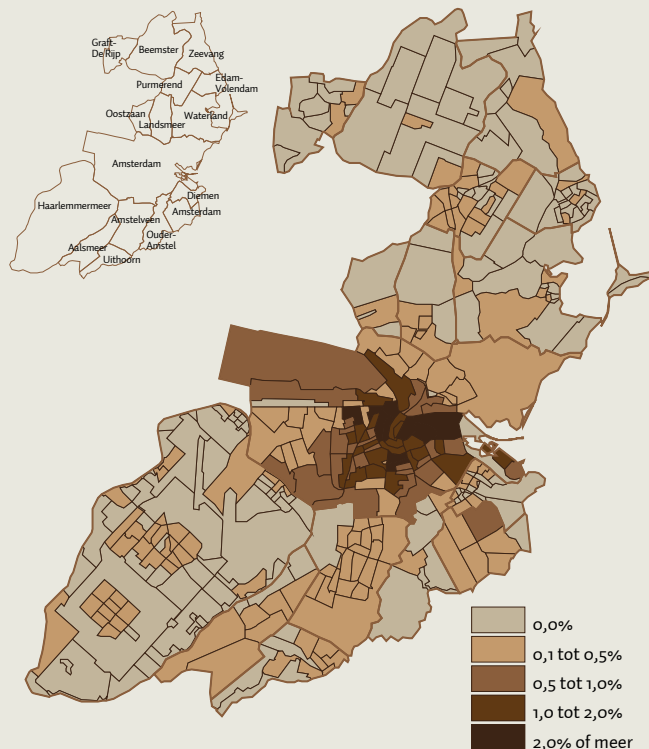 Graft-
De Rijp
Beemster
Zeevang
Purmerend
Edam-
Volendam
Oostzaan
Landsmeer
Waterland
Amsterdam
Haarlemmermeer
Diemen
Amstelveen
Amsterdam
Ouder-
Amstel
Aalsmeer
Uithoorn
0,0%
0,1 tot 0,5%
0,5 tot 1,0%
1,0 tot 2,0%
2,0% of meer